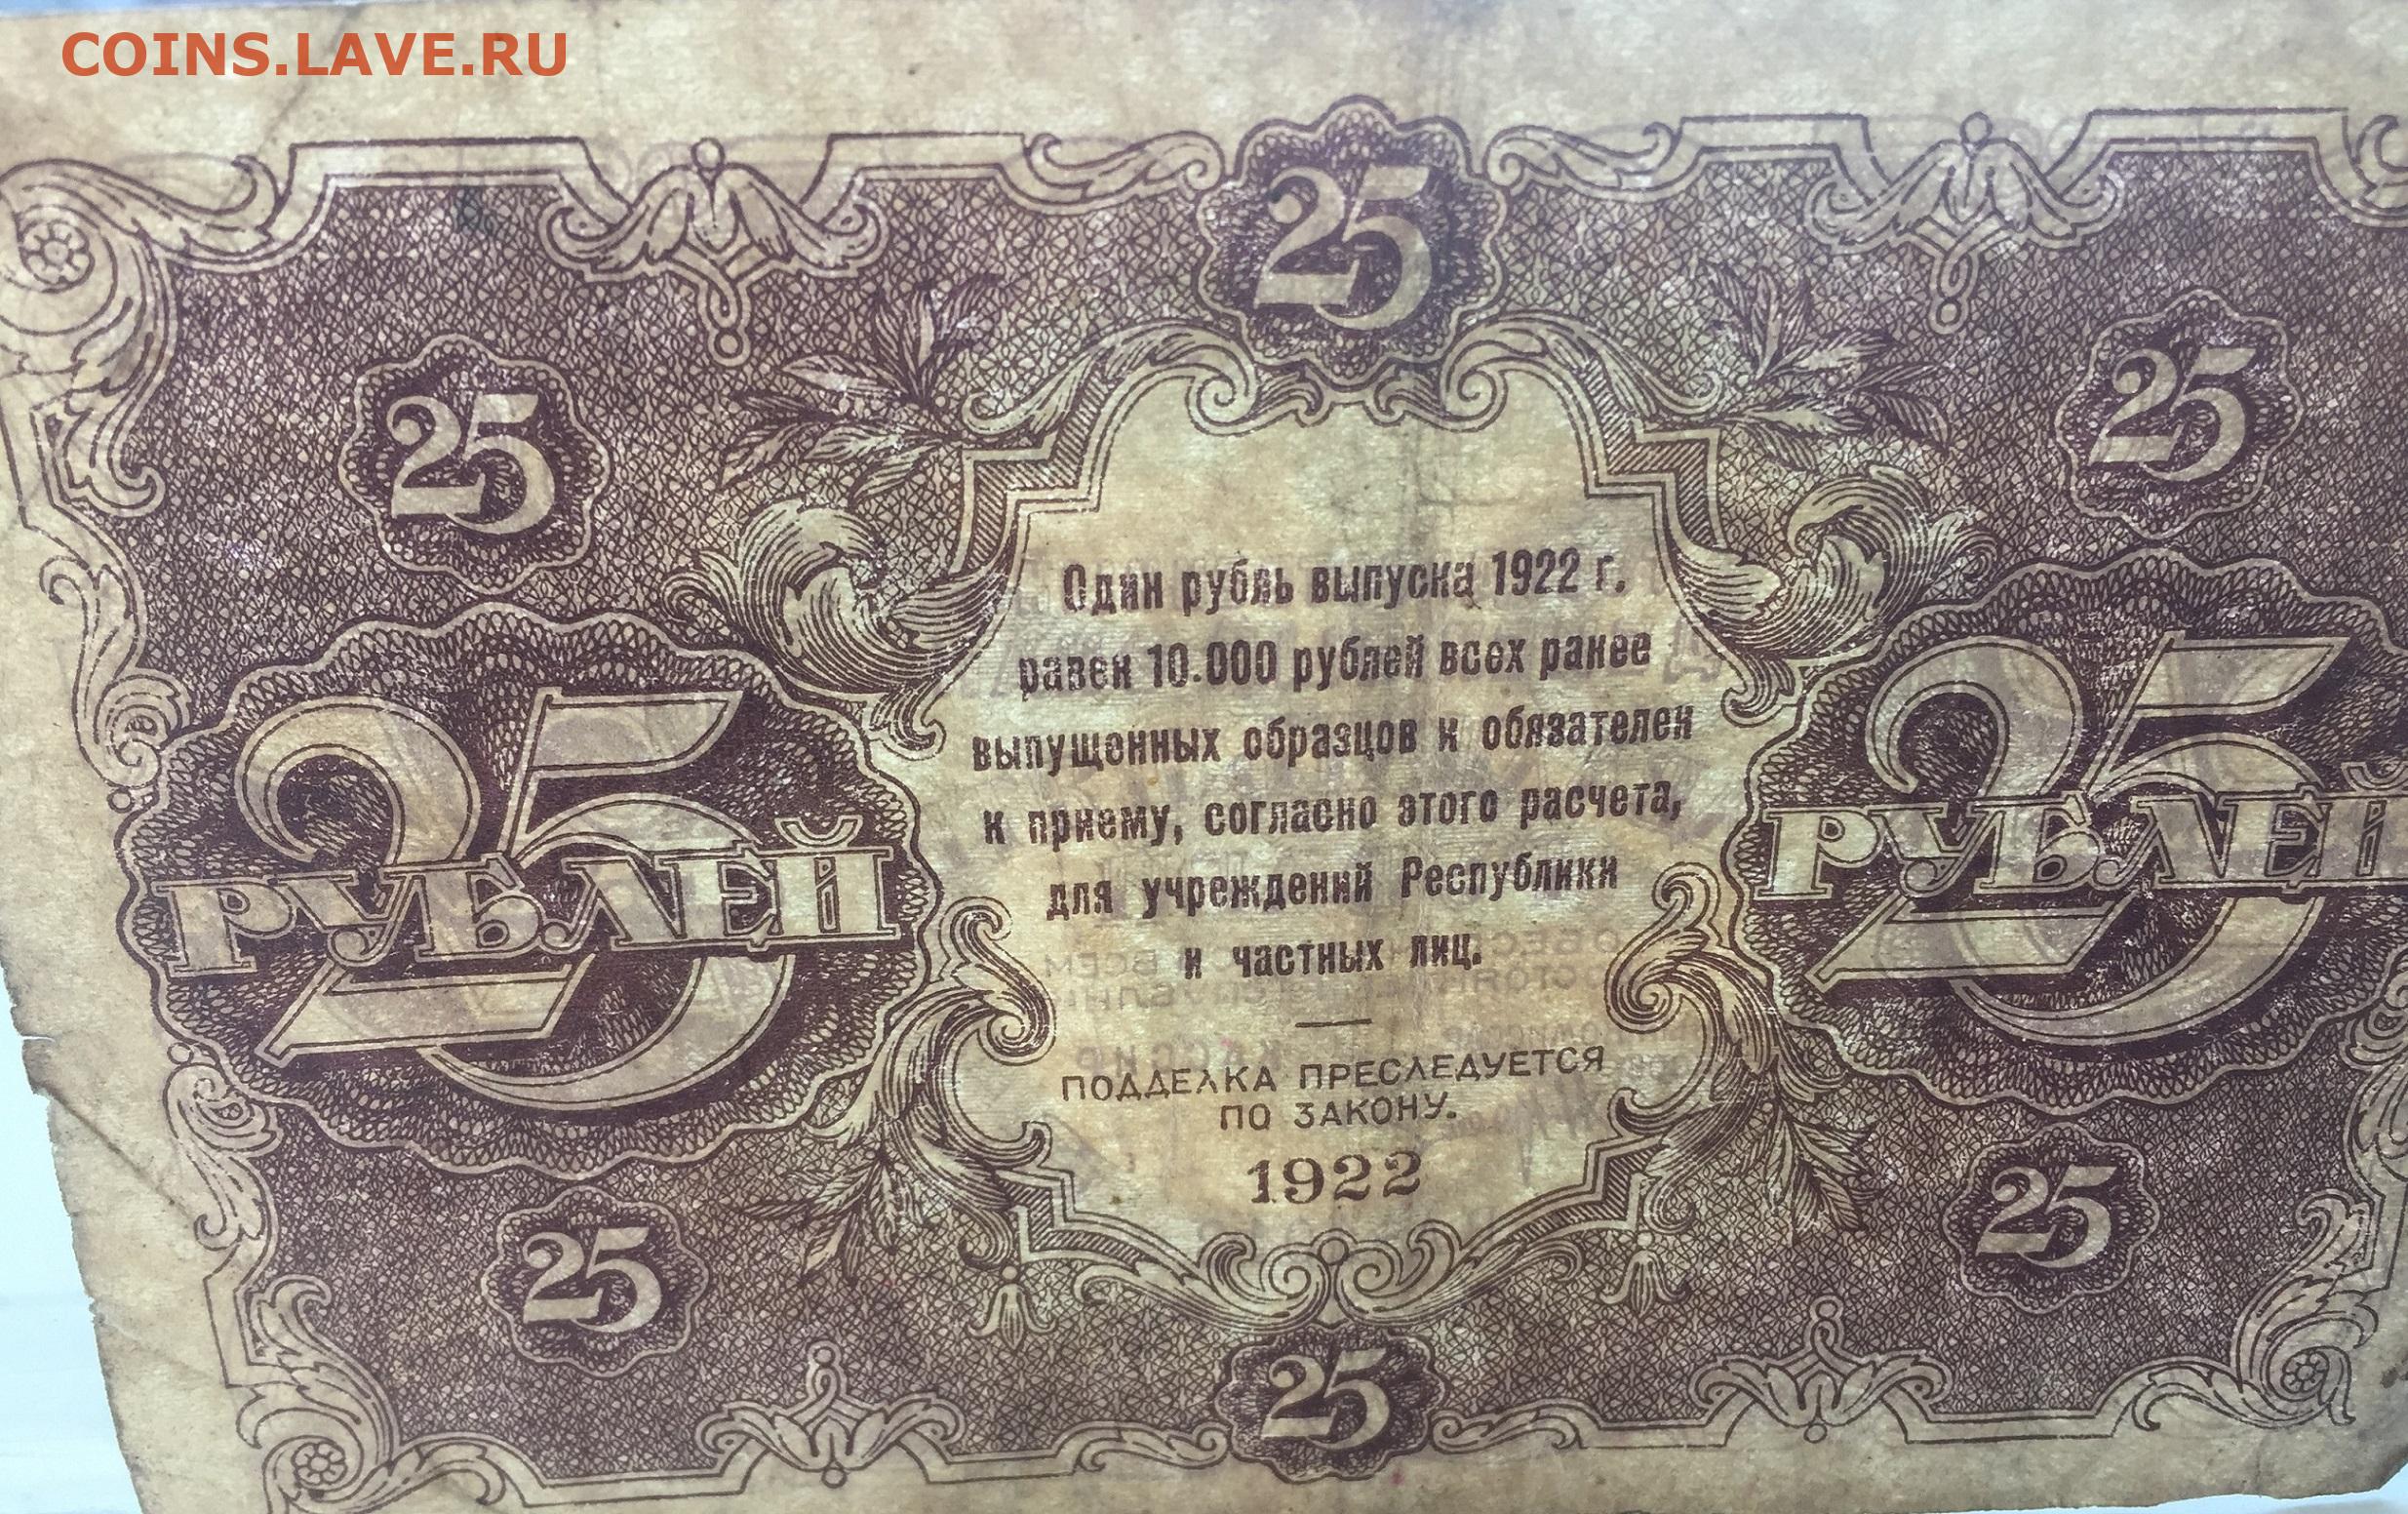 COINS.LAVE.RU
25
25
25
Один рубль выпуска 1922 г.
равен 10.000 рублей всех ранее
выпущенных образцов и обязателен
к приему, согласно этого расчета,
для учреждений Республики
и частных лиц.
25
РУБЛЕЙ
25
РУБЛЕЙ
ПОДДЕЛКА ПРЕСЛЕДУЕТСЯ
ПО ЗАКОНУ.
1922
25
25
25